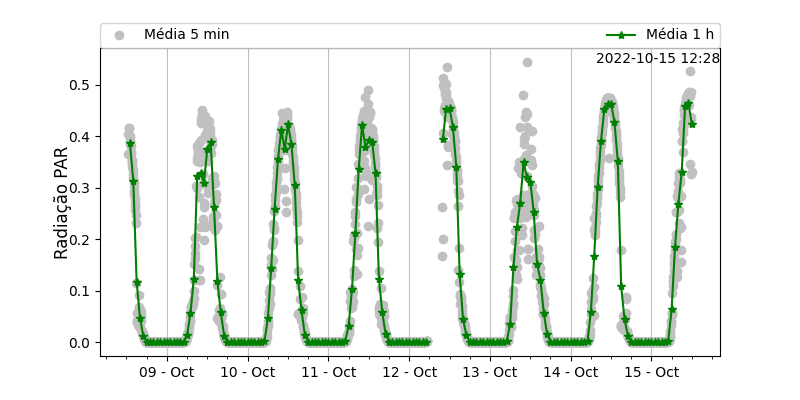 Média 5 min
Média 1 h
2022-10-15 12:28
Radiação PAR
0.5
0.4
0.3
0.2
0.1
0.0
09 - Oct
10 - Oct
11 - Oct
12 - Oct
13 - Oct
14 - Oct
15 - Oct